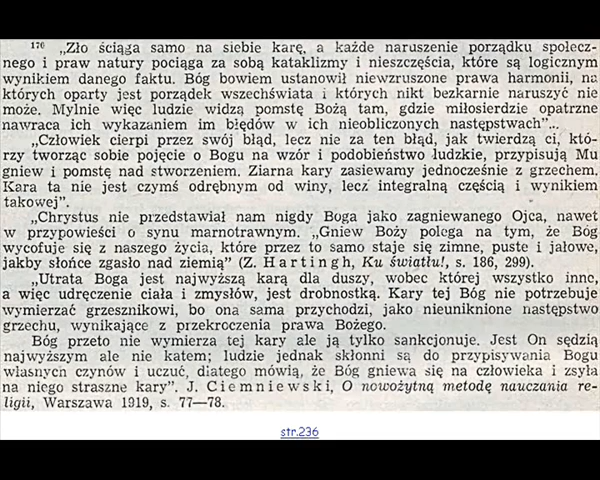 170 „Zło ściąga samo na siebie karę, a każde naruszenie porządku społecz-
nego i praw natury pociąga za sobą kataklizmy i nieszczęścia, które są logicznym
wynikiem danego faktu. Bóg bowiem ustanowił niewzruszone prawa harmonii, na
których oparty jest porządek wszechświata i których nikt bezkarnie naruszyć nie
może. Mylnie więc ludzie widzą pomstę Bożą tam, gdzie miłosierdzie opatrzne
nawraca ich wykazaniem im błędów w ich nieobliczonych następstwach"...
„Człowiek cierpi przez swój błąd, lecz nie za ten błąd, jak twierdzą ci, któ-
rzy tworząc sobie pojęcie o Bogu na wzór i podobieństwo ludzkie, przypisują Mu
gniew i pomstę nad stworzeniem. Ziarna kary zasiewamy jednocześnie z grzechem.
Kara ta nie jest czymś odrębnym od winy, lecz integralną częścią i wynikiem
takowej".
„Chrystus nie przedstawiał nam nigdy Boga jako zagniewanego Ojca, nawet
w przypowieści o synu marnotrawnym. „Gniew Boży polega na tym, że Bóg
wycofuje się z naszego życia, które przez to samo staje się zimne, puste i jałowe,
jakby słońce zgasło nad ziemią" (Z. Hartingh, Ku światłu!, s. 186, 299).
„Utrata Boga jest najwyższą karą dla duszy, wobec której wszystko inne,
a więc udręczenie ciała i zmysłów, jest drobnostką. Kary tej Bóg nie potrzebuje
wymierzać grzesznikowi, bo ona sama przychodzi, jako nieuniknione następstwo
grzechu, wynikające z przekroczenia prawa Bożego.
Bóg przeto nie wymierza tej kary ale ją tylko sankcjonuje. Jest On sędzią
najwyższym ale nie katem; ludzie jednak skłonni są do przypisywania Bogu
własnych czynów i uczuć, dlatego mówią, że Bóg gniewa się na człowieka i zsyła
na niego straszne kary". J. Ciemniewski, O nowożytną metodę nauczania re-
ligii, Warszawa 1919, s. 77—78.
str.236